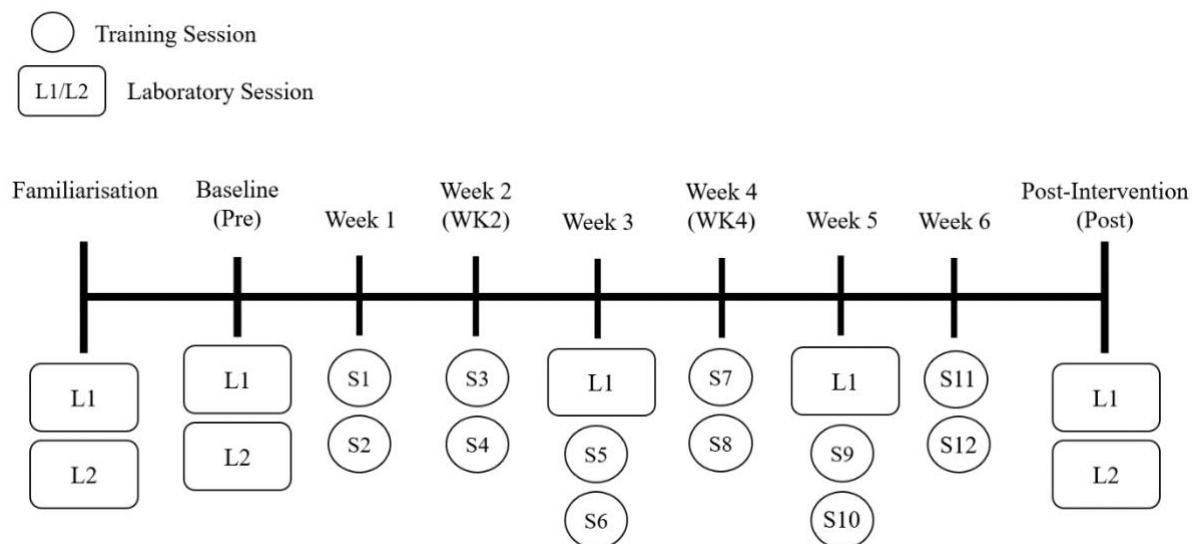 Training Session
L1/L2 Laboratory Session
Familiarisation
Baseline
(Pre)
Week 1
Week 2
(WK2)
Week 3
Week 4
(WK4)
Week 5
Week 6
Post-Intervention
(Post)
L1
L2
L1
L2
S1
S2
S3
S4
L1
S5
S6
S7
S8
L1
S9
S10
S11
S12
L1
L2